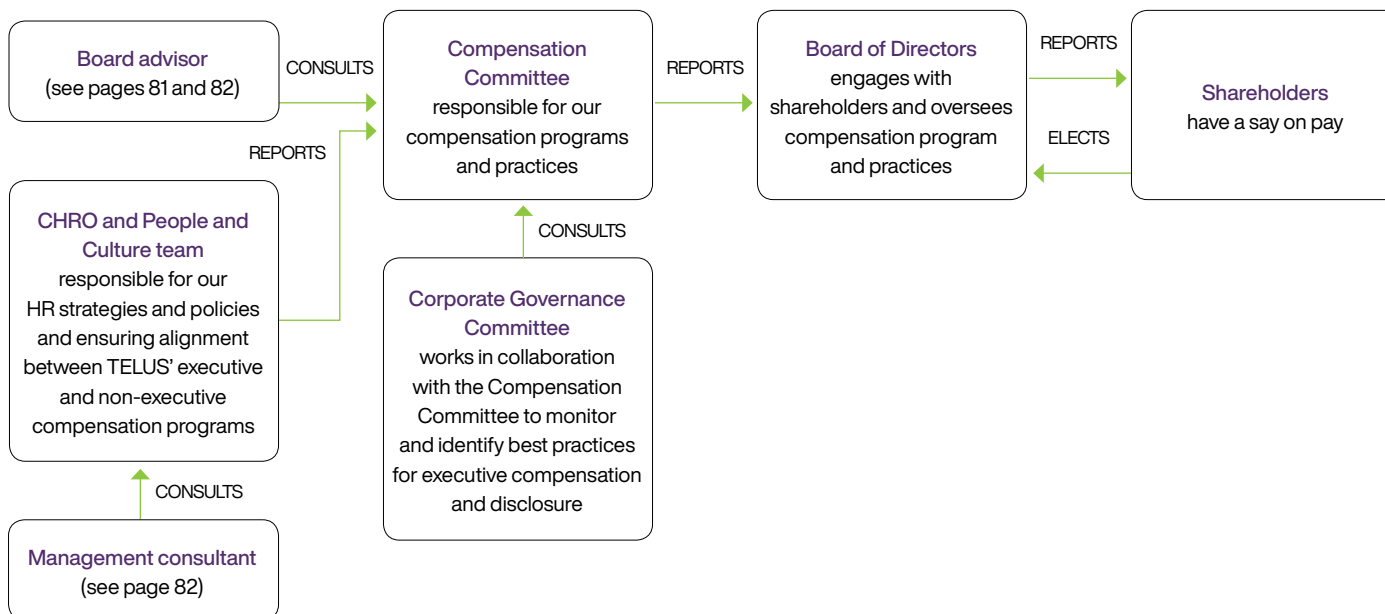 Board advisor
(see pages 81 and 82)
CONSULTS
Compensation
Committee
responsible for our
compensation programs
and practices
REPORTS
Board of Directors
engages with
shareholders and oversees
compensation program
and practices
REPORTS
ELECTS
Shareholders
have a say on pay
REPORTS
CHRO and People and
Culture team
responsible for our
HR strategies and policies
and ensuring alignment
between TELUS’ executive
and non-executive
compensation programs
CONSULTS
Corporate Governance
Committee
works in collaboration
with the Compensation
Committee to monitor
and identify best practices
for executive compensation
and disclosure
CONSULTS
Management consultant
(see page 82)